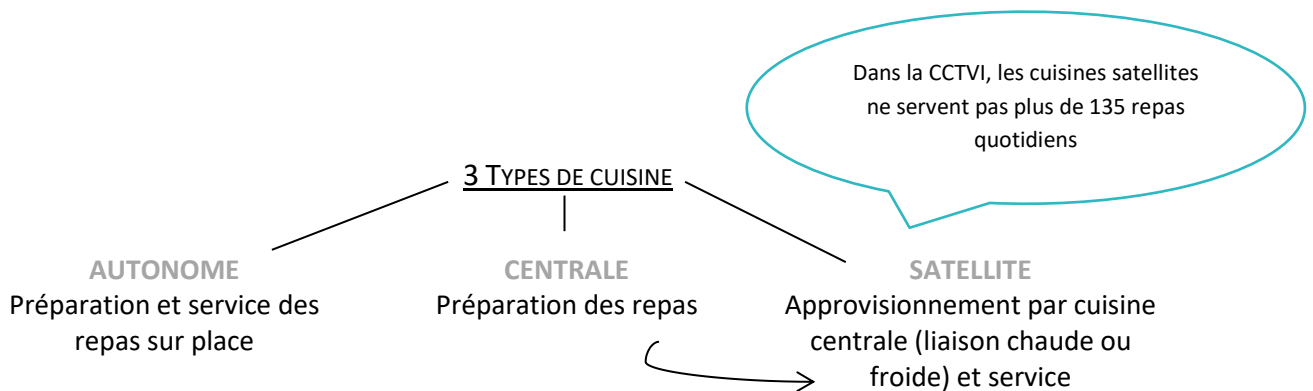 Dans la CCTVI, les cuisines satellites
ne servent pas plus de 135 repas
quotidiens
3 TYPES DE CUISINE
AUTONOME
Préparation et service des
repas sur place
CENTRALE
Préparation des repas
SATELLITE
Approvisionnement par cuisine
centrale (liaison chaude ou
froide) et service